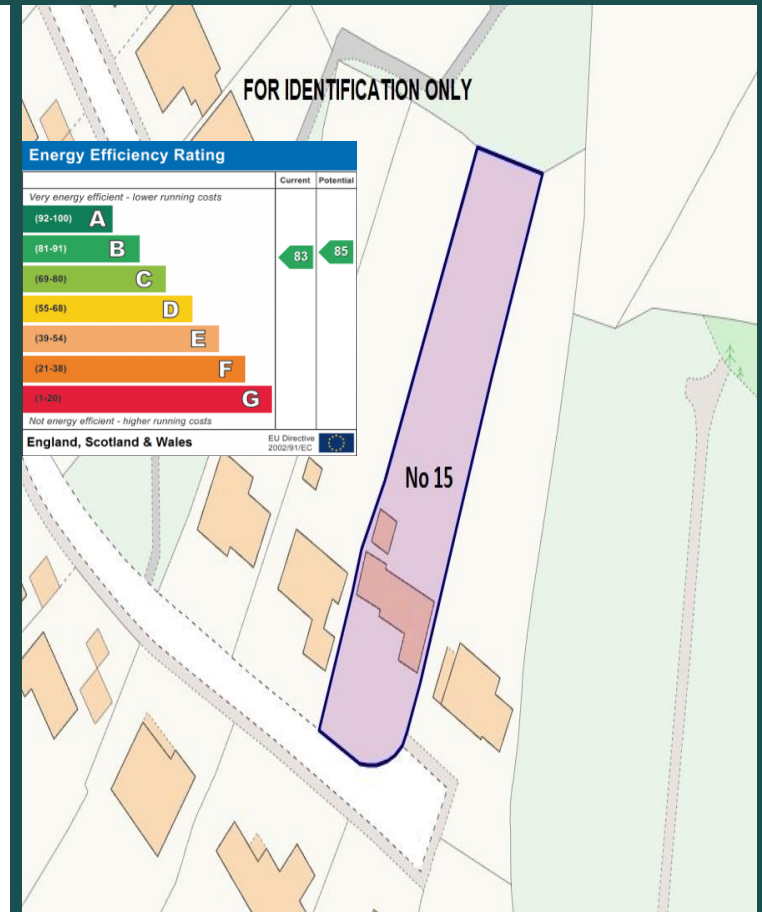 FOR IDENTIFICATION ONLY
Energy Efficiency Rating
Current Potential
Very energy efficient - lower running costs
(92-100) A
(81-91) B
83 85
(69-80) C
(55-68) D
(39-54) E
(21-38) F
(1-20) G
Not energy efficient - higher running costs
England, Scotland & Wales
EU Directive
2002/91/EC
No 15